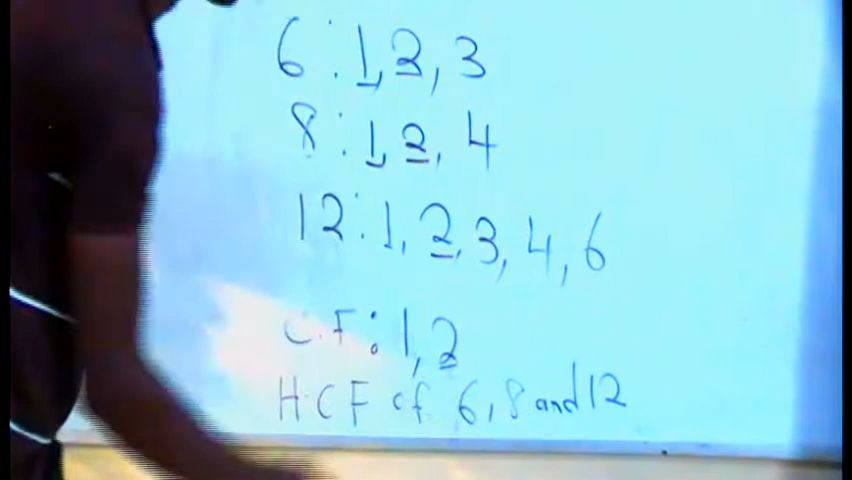 6 : 1, 2, 3
8 : 1, 2, 4
12 : 1, 2, 3, 4, 6
C.F : 1, 2
H.C.F of 6, 8 and 12